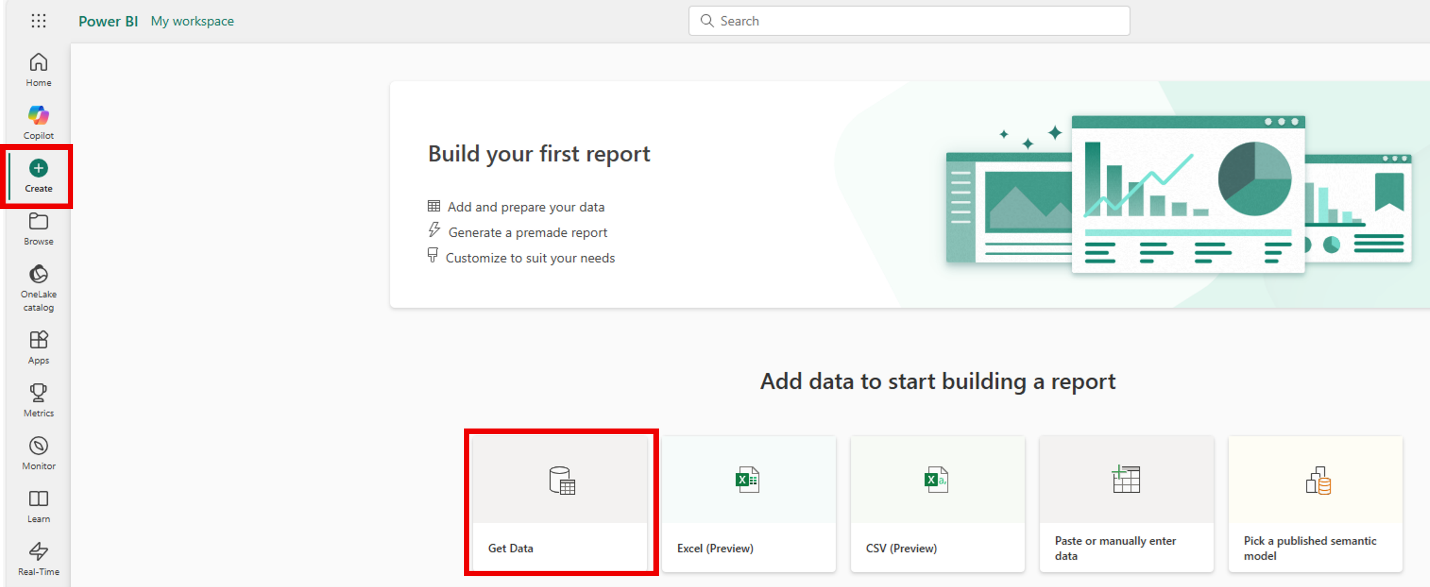 Power BI My workspace
Search
Home
Copilot
Create
Browse
OneLake
catalog
Apps
Metrics
Monitor
Learn
Real-Time
Build your first report
Add and prepare your data
Generate a premade report
Customize to suit your needs
Add data to start building a report
Get Data
Excel (Preview)
CSV (Preview)
Paste or manually enter
data
Pick a published semantic
model